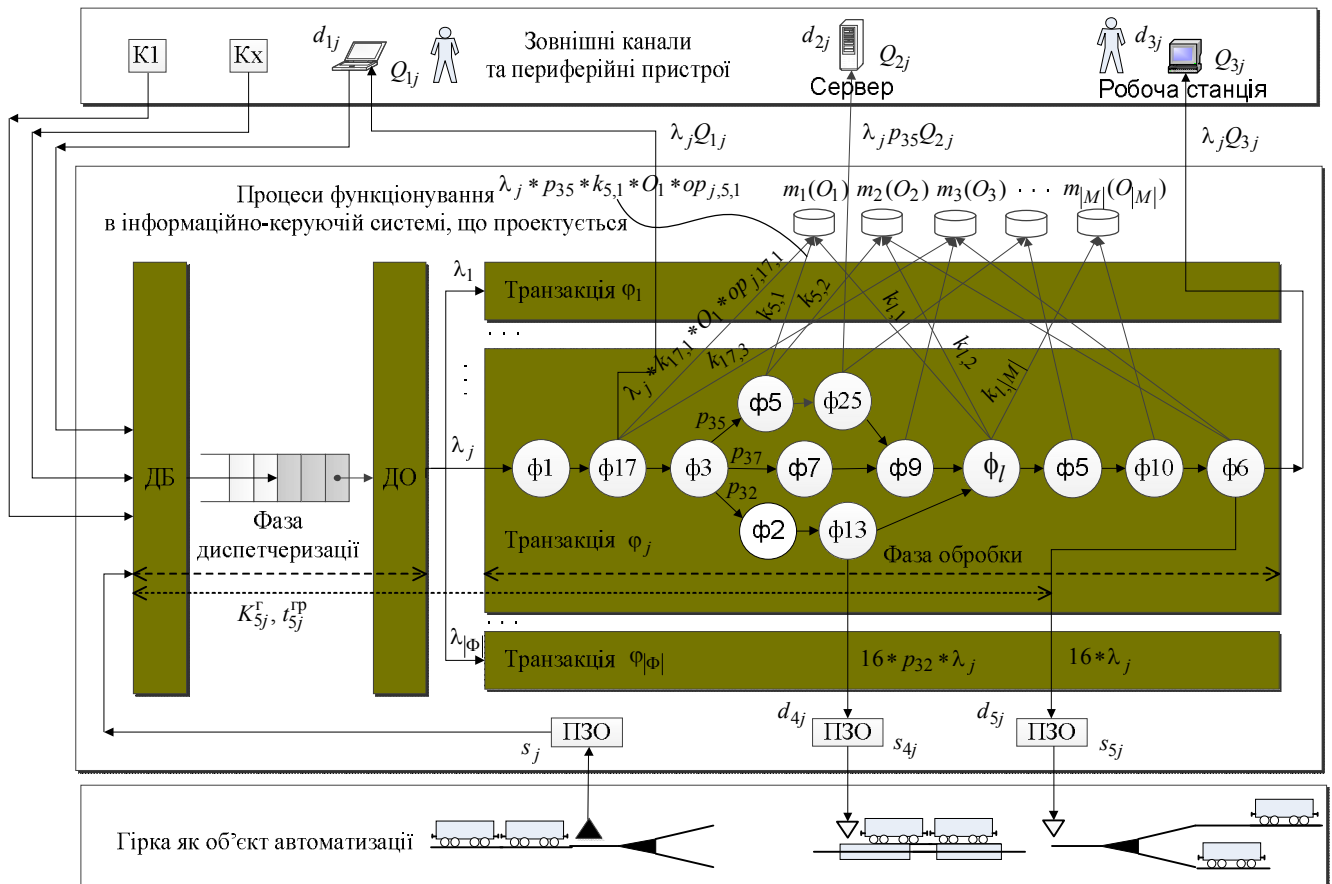 К1
Кх
d1j
Q1j
Зовнішні канали
та периферійні пристрої
d2j
Q2j
Сервер
d3j
Q3j
Робоча станція
λjQ1j
λjp35Q2j
λjQ3j
Процеси функціонування
в інформаційно-керуючій системі, що проектується
λj*p35*k5,1*O1*opj,5,1
m1(O1)
m2(O2)
m3(O3)
· · ·
m|M|(O|M|)
λ1
Транзакція φ1
. . .
. . .
λj*k17,1*O1*opj,17,1
k17,3
k5,1
k5,2
kl,1
kl,2
kl,|M|
λj
ДБ
ДО
Фаза
диспетчеризації
ф1
ф17
ф3
p35
p37
p32
ф5
ф25
ф7
ф9
ф2
ф13
ϕl
ф5
ф10
ф6
Транзакція φj
Фаза обробки
K5jг, t5jгр
. . .
λ|Φ|
Транзакція φ|Φ|
16*p32*λj
16*λj
sj
ПЗО
d4j
ПЗО
s4j
d5j
ПЗО
s5j
Гірка як об’єкт автоматизації